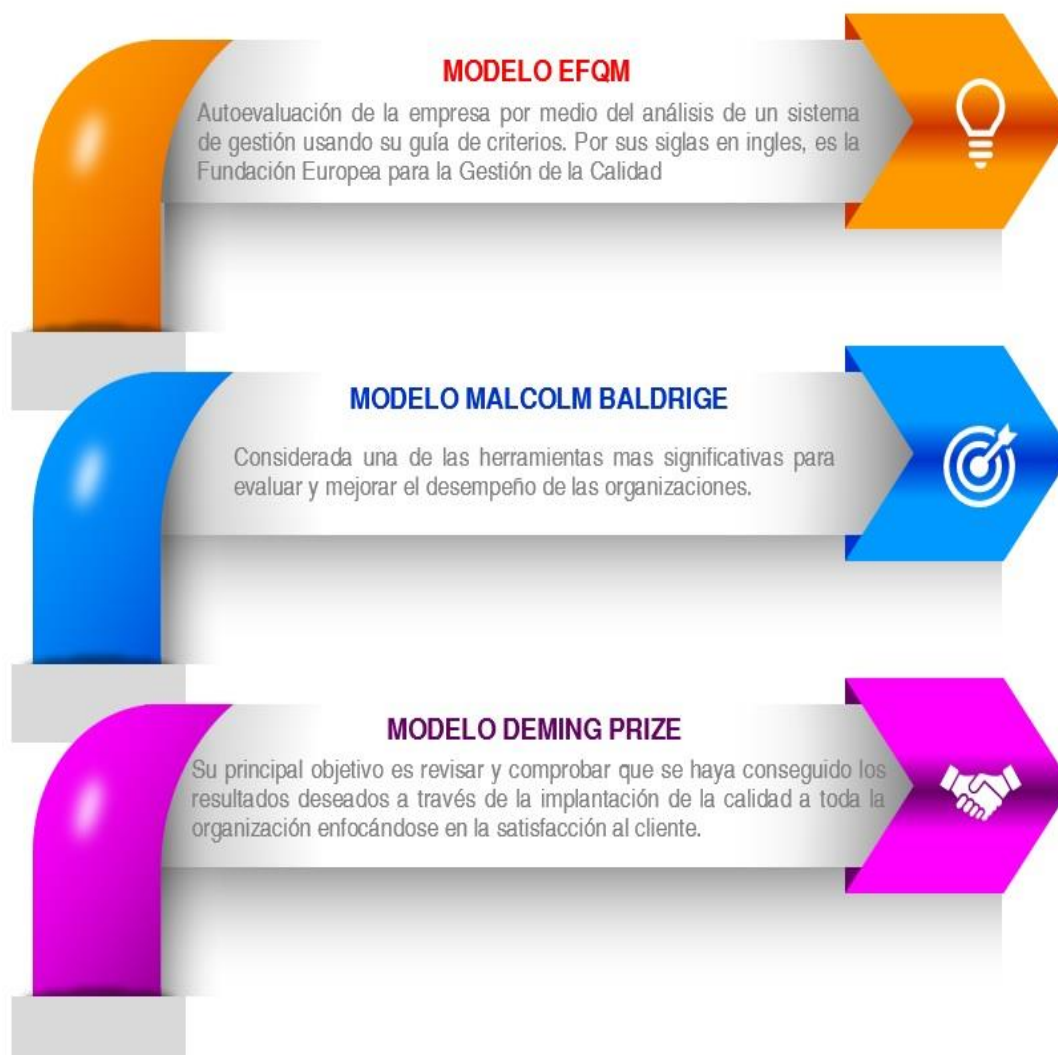 MODELO EFQM
Autoevaluación de la empresa por medio del análisis de un sistema
de gestión usando su guía de criterios. Por sus siglas en ingles, es la
Fundación Europea para la Gestión de la Calidad
MODELO MALCOLM BALDRIGE
Considerada una de las herramientas mas significativas para
evaluar y mejorar el desempeño de las organizaciones.
MODELO DEMING PRIZE
Su principal objetivo es revisar y comprobar que se haya conseguido los
resultados deseados a través de la implantación de la calidad a toda la
organización enfocándose en la satisfacción al cliente.